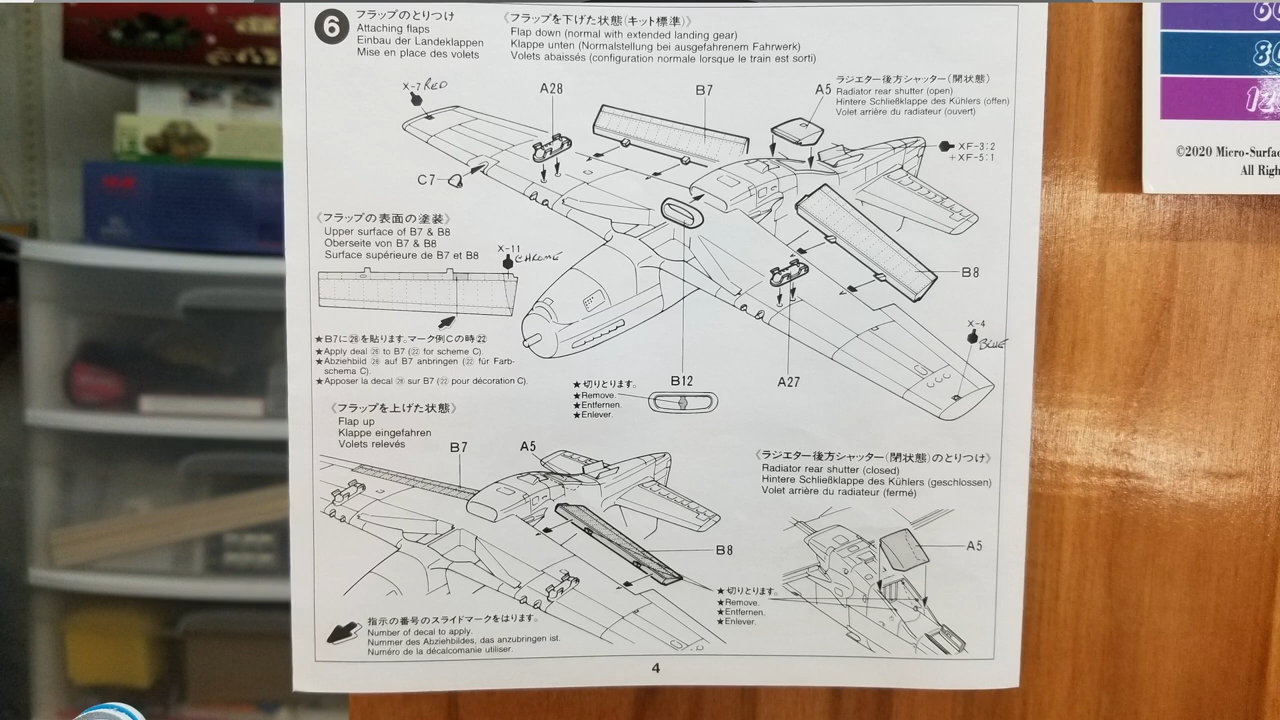 6
フラップのとりつけ
Attaching flaps
Einbau der Landeklappen
Mise en place des volets
《フラップを下げた状態(キット標準)》
Flap down (normal with extended landing gear)
Klappe unten (Normalstellung bei ausgefahrenem Fahrwerk)
Volets abaissés (configuration normale lorsque le train est sorti)
X-7 RED
A28
B7
A5
ラジエター後方シャッター(開状態)
Radiator rear shutter (open)
Hintere Schließklappe des Kühlers (offen)
Volet arrière du radiateur (ouvert)
XF-3:2
+XF-5:1
C7
《フラップの表面の塗装》
Upper surface of B7 & B8
Oberseite von B7 & B8
Surface supérieure de B7 et B8
X-11
CHROME
B8
X-4
BLUE
★B7に㉘を貼ります。マーク例Cの時㉒
★Apply deal ㉘ to B7 (㉒ for scheme C).
★Abziehbild ㉘ auf B7 anbringen (㉒ für Farb-
schema C).
★Apposer la decal ㉘ sur B7 (㉒ pour décoration C).
B12
A27
★切りとります。
★Remove.
★Entfernen.
★Enlever.
《フラップを上げた状態》
Flap up
Klappe eingefahren
Volets relevés
B7
A5
B8
《ラジエター後方シャッター(閉状態)のとりつけ》
Radiator rear shutter (closed)
Hintere Schließklappe des Kühlers (geschlossen)
Volet arrière du radiateur (fermé)
A5
★切りとります。
★Remove.
★Entfernen.
★Enlever.
指示の番号のスライドマークをはります。
Number of decal to apply.
Nummer des Abziehbildes, das anzubringen ist.
Numéro de la décalcomanie utiliser.
4
©2020 Micro-Surfac
All Righ